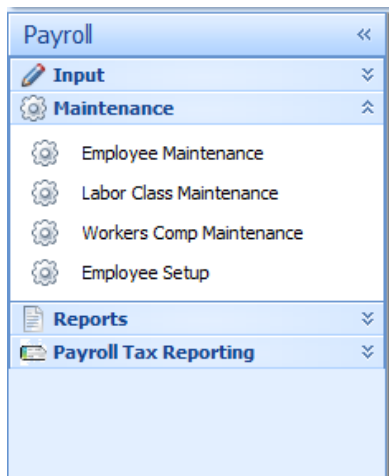 Payroll
Input
Maintenance
Employee Maintenance
Labor Class Maintenance
Workers Comp Maintenance
Employee Setup
Reports
Payroll Tax Reporting